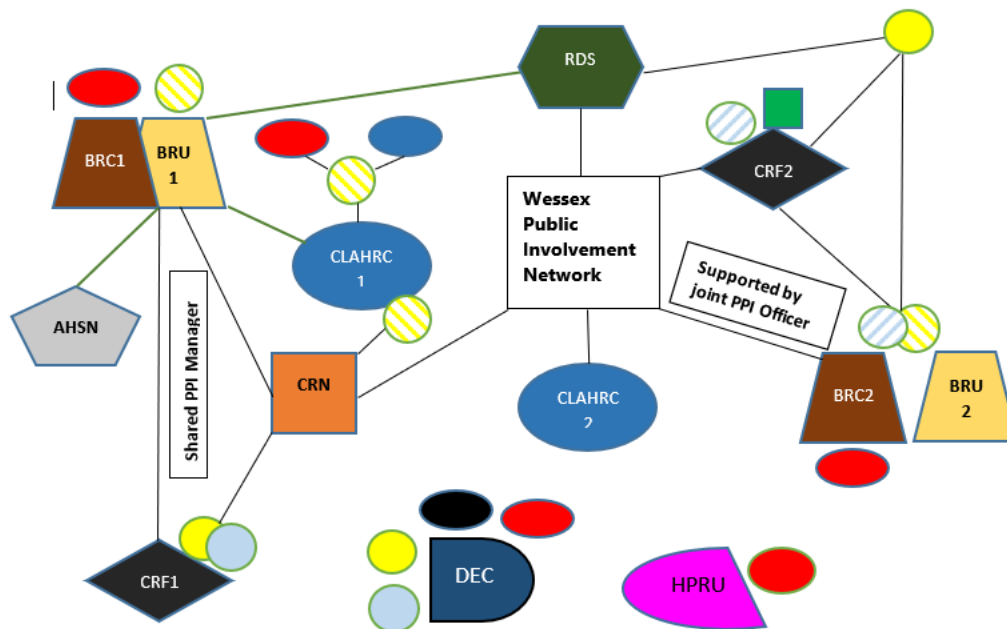 RDS
BRC1
BRU
1
CRF2
Wessex
Public
Involvement
Network
CLAHRC
1
Supported by
joint PPI Officer
AHSN
Shared PPI Manager
CRN
CLAHRC
2
BRC2
BRU
2
CRF1
DEC
HPRU